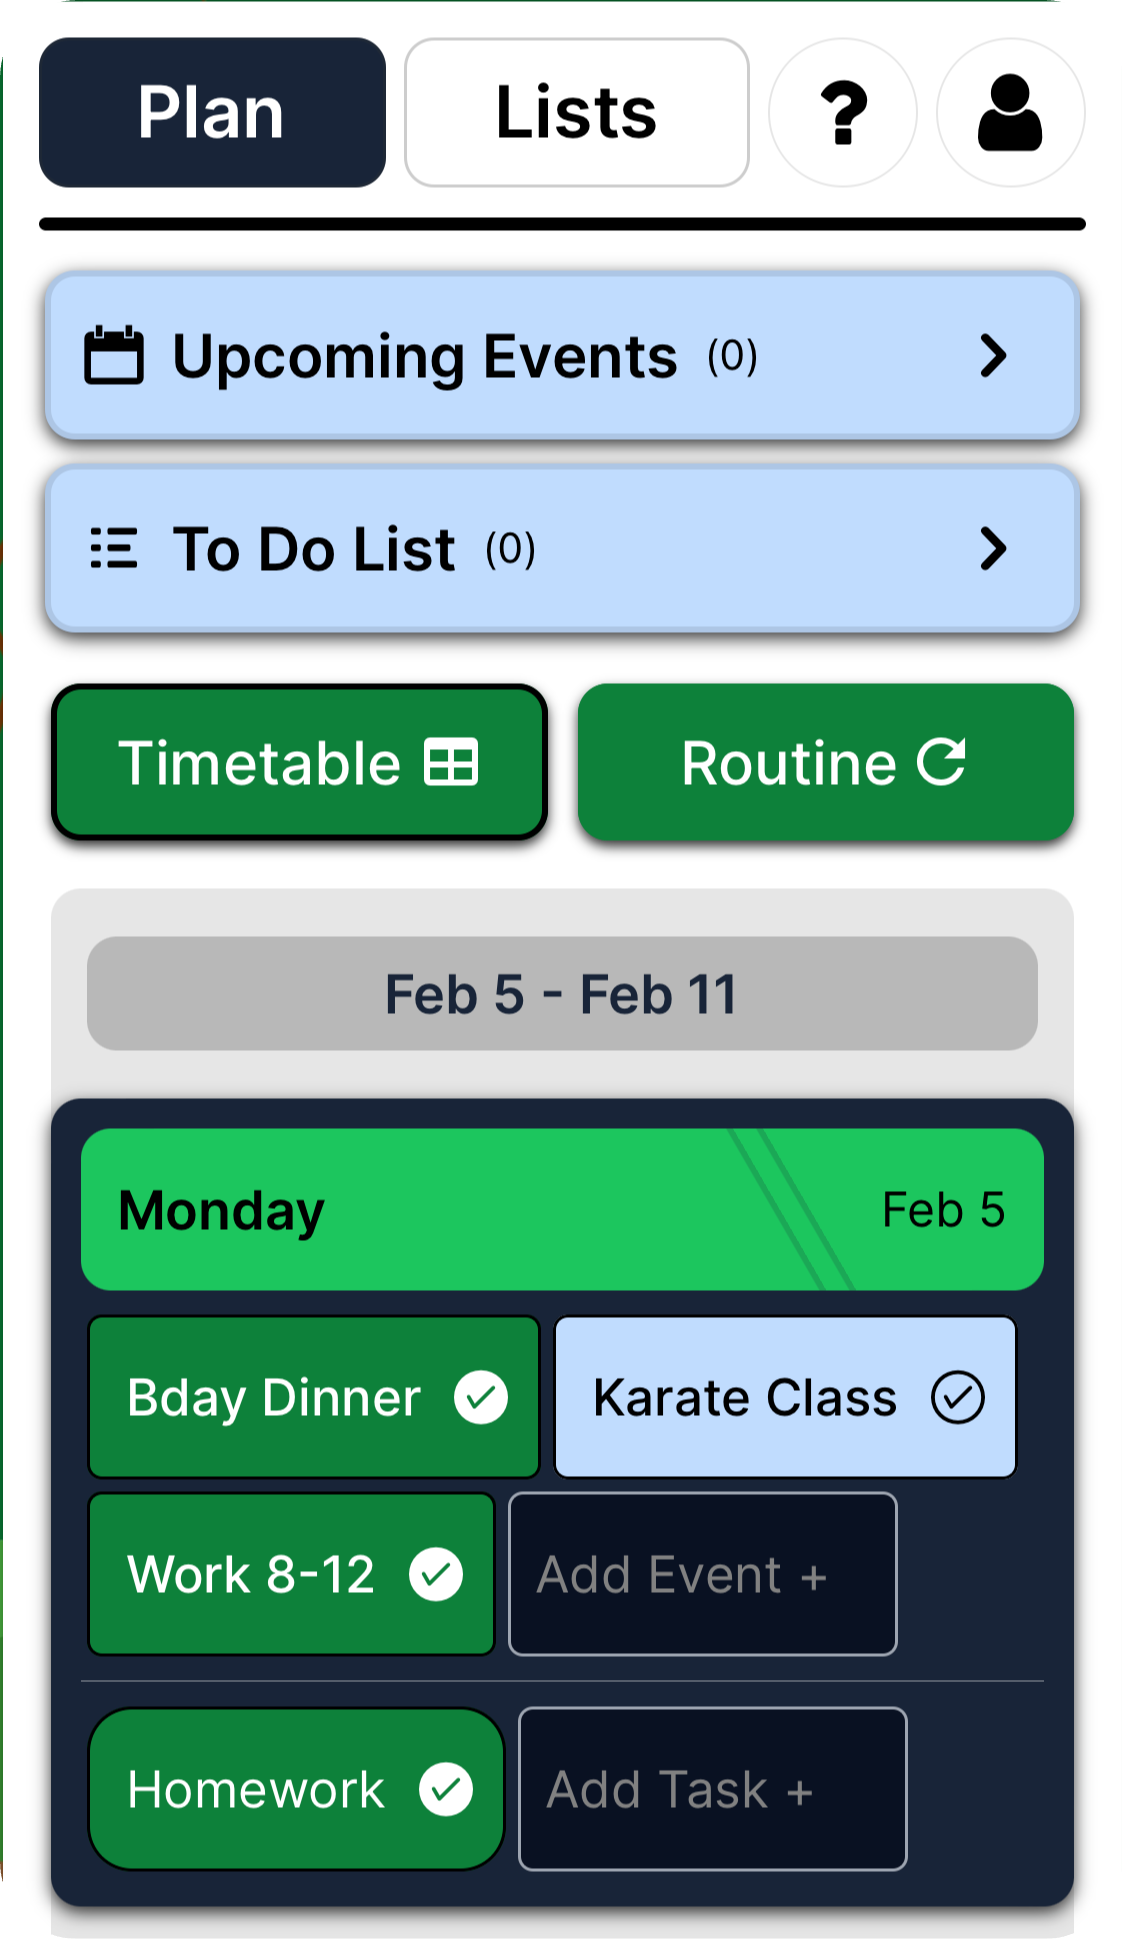 Plan
Lists
?
Upcoming Events (0)
To Do List (0)
Timetable
Routine
Feb 5 - Feb 11
Monday
Feb 5
Bday Dinner
Karate Class
Work 8-12
Add Event +
Homework
Add Task +